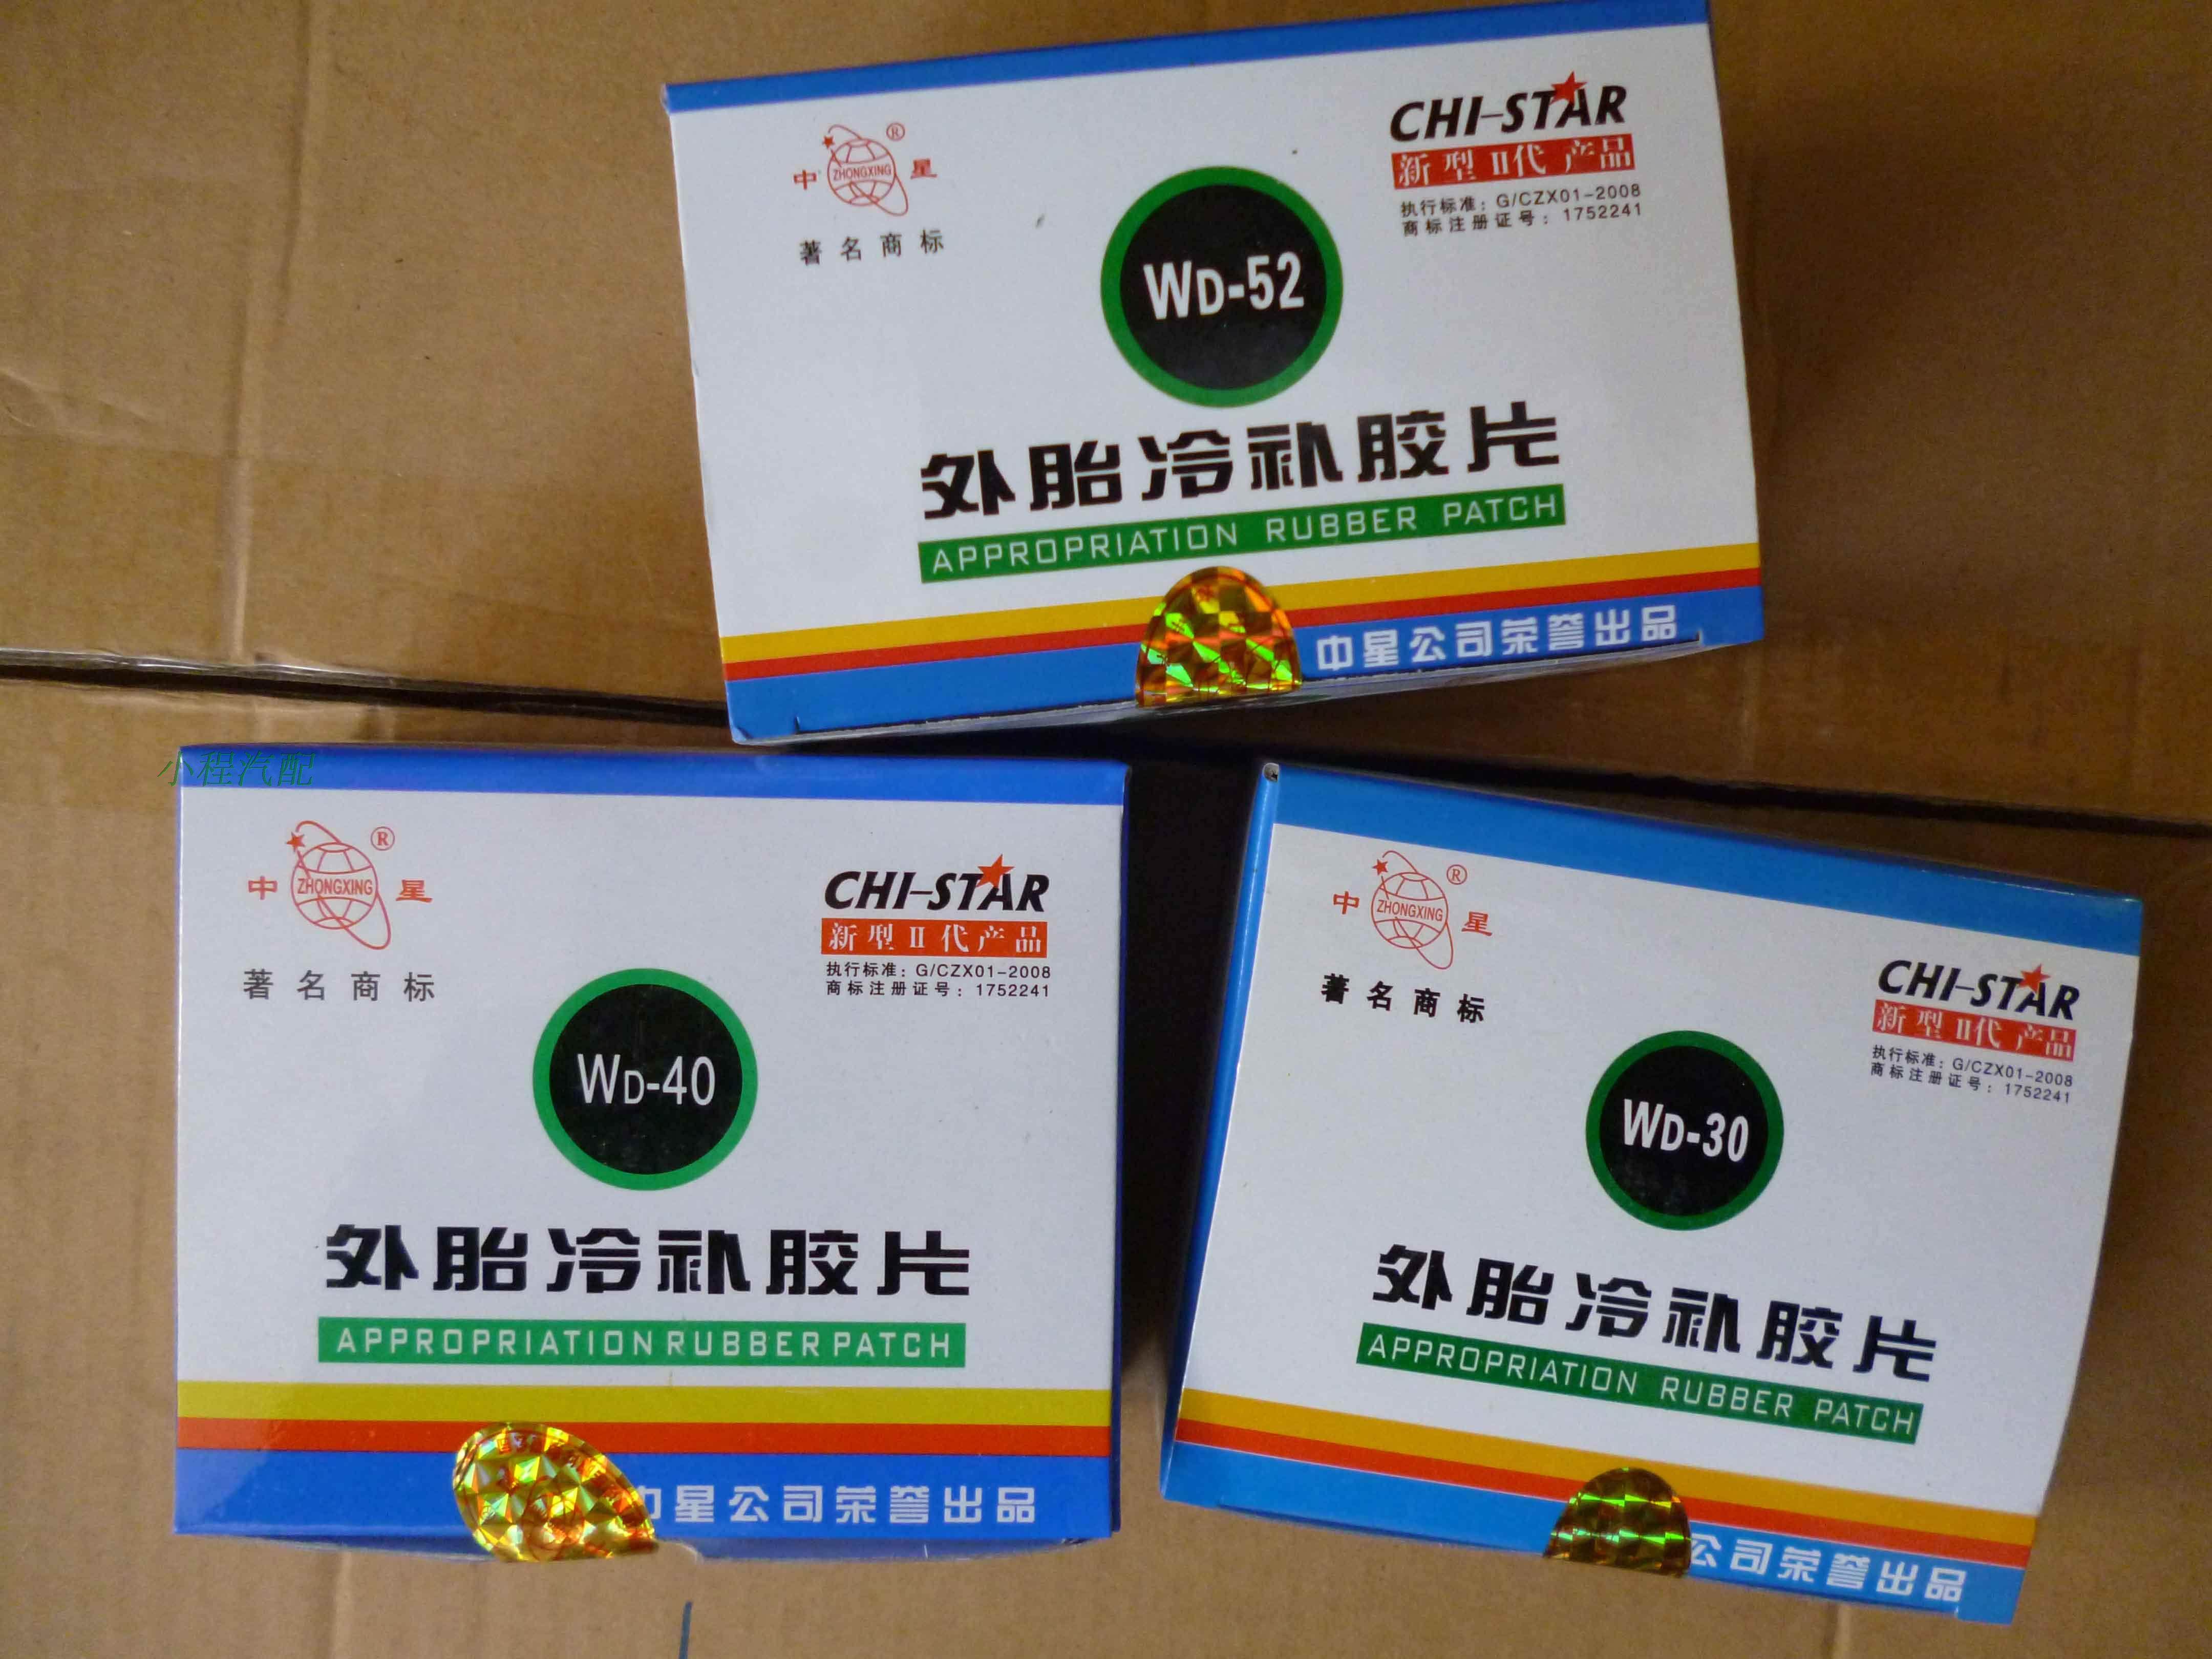 中 ZHONGXING 星 ®
著名商标
CHI-STAR
新型II代产品
执行标准：G/CZX01-2008
商标注册证号：1752241
WD-52
外胎冷补胶片
APPROPRIATION RUBBER PATCH
中星公司荣誉出品
小程汽配
中 ZHONGXING 星 ®
著名商标
CHI-STAR
新型II代产品
执行标准：G/CZX01-2008
商标注册证号：1752241
WD-40
外胎冷补胶片
APPROPRIATION RUBBER PATCH
中星公司荣誉出品
中 ZHONGXING 星 ®
著名商标
CHI-STAR
新型II代产品
执行标准：G/CZX01-2008
商标注册证号：1752241
WD-30
外胎冷补胶片
APPROPRIATION RUBBER PATCH
公司荣誉出品